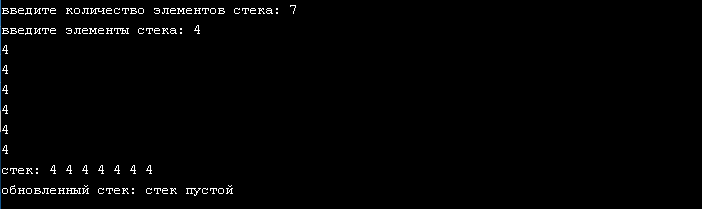 введите количество элементов стека: 7
введите элементы стека: 4
4
4
4
4
4
4
стек: 4 4 4 4 4 4 4
обновленный стек: стек пустой